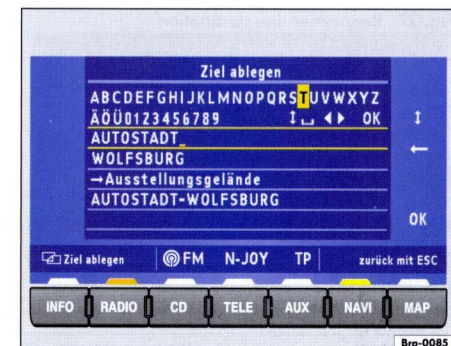 Ziel ablegen
ABCDEFGHIJKLMNOPQRSTUVWXYZ
ÄÖÜ0123456789 OK
AUTOSTADT_
WOLFSBURG
→Ausstellungsgelände
AUTOSTADT-WOLFSBURG
OK
Ziel ablegen FM N-JOY TP zurück mit ESC
INFO RADIO CD TELE AUX NAVI MAP
Brq-0085